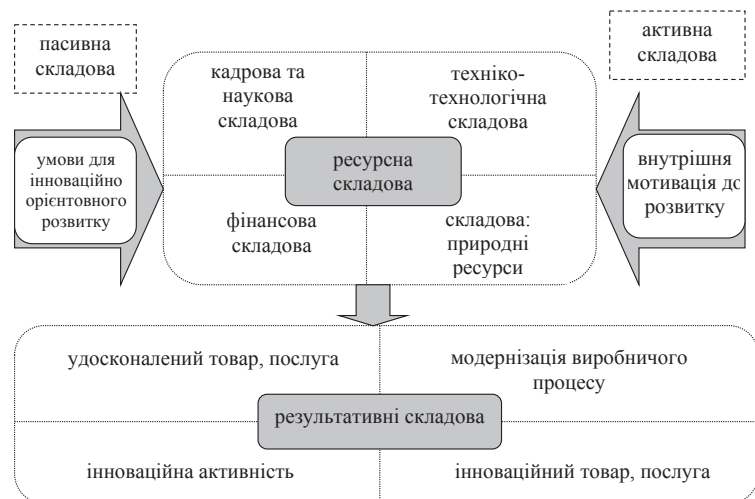 пасивна
складова
кадрова та
наукова
складова
техніко-
технологічна
складова
активна
складова
умови для
інноваційно
орієнтовного
розвитку
ресурсна
складова
внутрішня
мотивація до
розвитку
фінансова
складова
складова:
природні
ресурси
удосконалений товар, послуга
модернізація виробничого
процесу
результативні складова
інноваційна активність
інноваційний товар, послуга